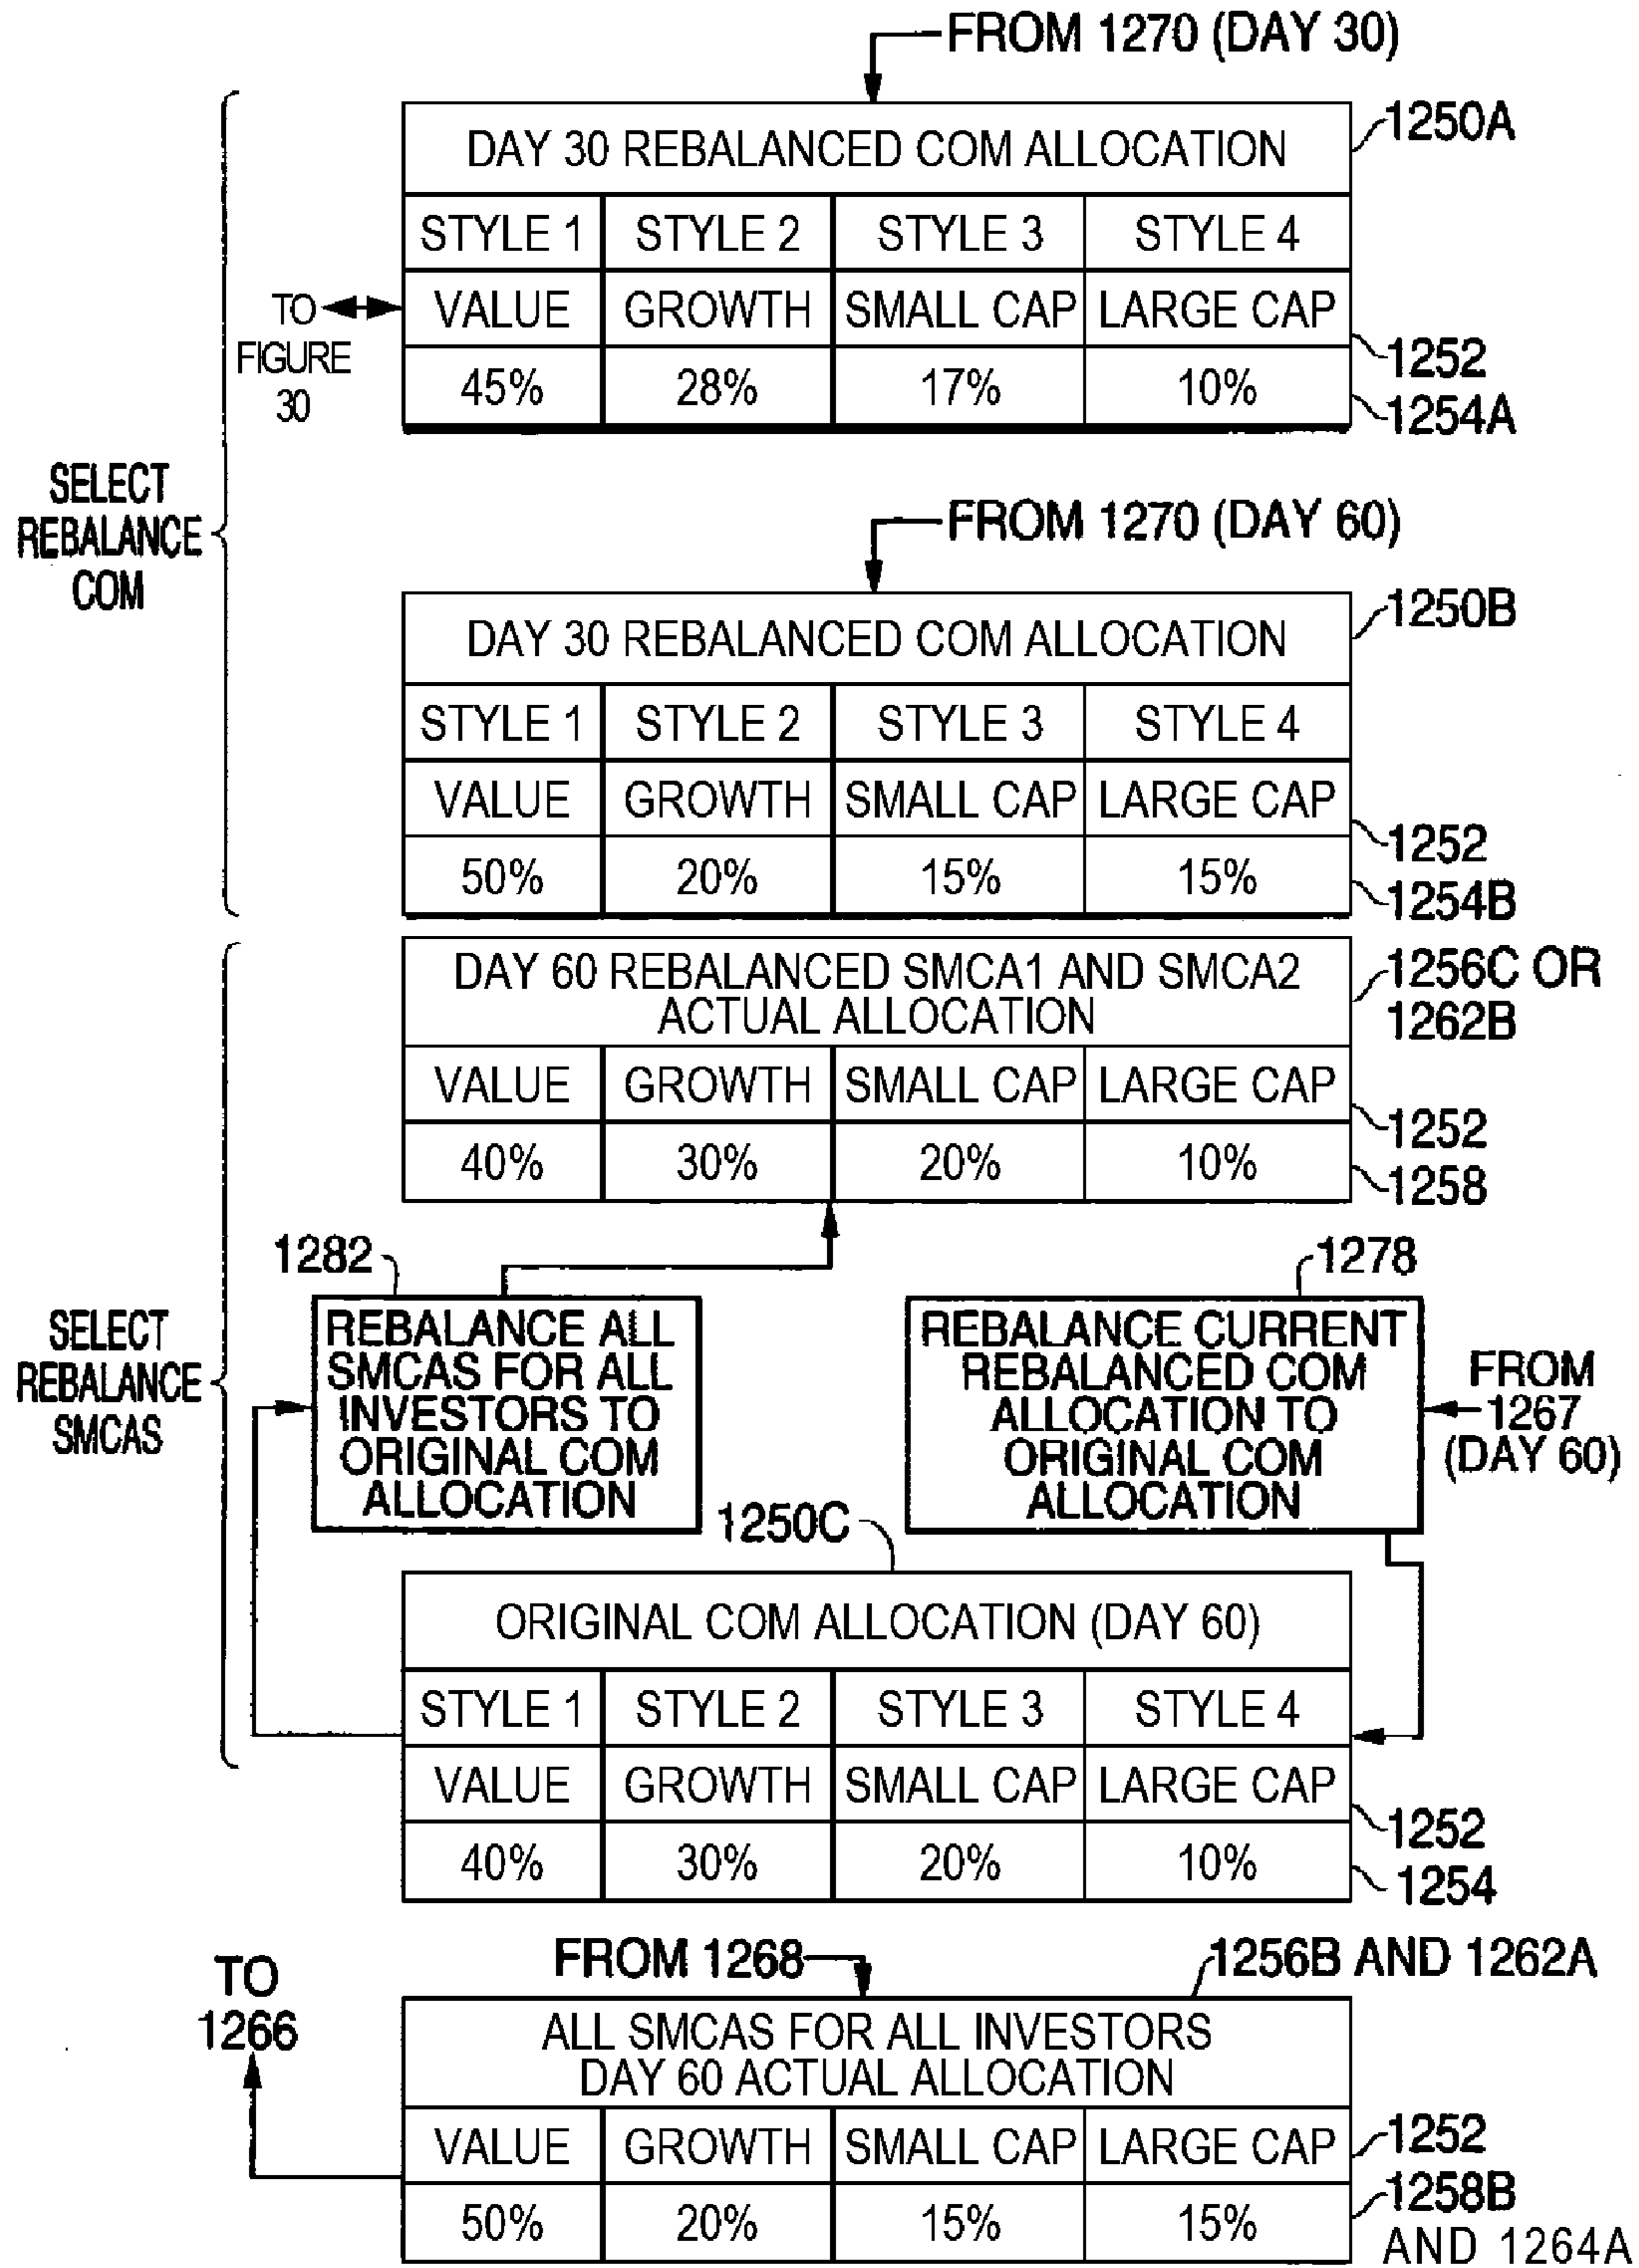 FROM 1270 (DAY 30)
1250A
DAY 30 REBALANCED COM ALLOCATION
STYLE 1 STYLE 2 STYLE 3 STYLE 4
TO
FIGURE
30
VALUE GROWTH SMALL CAP LARGE CAP
1252
45% 28% 17% 10%
1254A
SELECT
REBALANCE
COM
FROM 1270 (DAY 60)
1250B
DAY 30 REBALANCED COM ALLOCATION
STYLE 1 STYLE 2 STYLE 3 STYLE 4
VALUE GROWTH SMALL CAP LARGE CAP
1252
50% 20% 15% 15%
1254B
DAY 60 REBALANCED SMCA1 AND SMCA2
ACTUAL ALLOCATION
1256C OR
1262B
VALUE GROWTH SMALL CAP LARGE CAP
1252
40% 30% 20% 10%
1258
1282
1278
SELECT
REBALANCE
SMCAS
REBALANCE ALL
SMCAS FOR ALL
INVESTORS TO
ORIGINAL COM
ALLOCATION
REBALANCE CURRENT
REBALANCED COM
ALLOCATION TO
ORIGINAL COM
ALLOCATION
FROM
1267
(DAY 60)
1250C
ORIGINAL COM ALLOCATION (DAY 60)
STYLE 1 STYLE 2 STYLE 3 STYLE 4
VALUE GROWTH SMALL CAP LARGE CAP
1252
40% 30% 20% 10%
1254
TO
1266
FROM 1268
1256B AND 1262A
ALL SMCAS FOR ALL INVESTORS
DAY 60 ACTUAL ALLOCATION
VALUE GROWTH SMALL CAP LARGE CAP
1252
50% 20% 15% 15%
1258B
AND 1264A